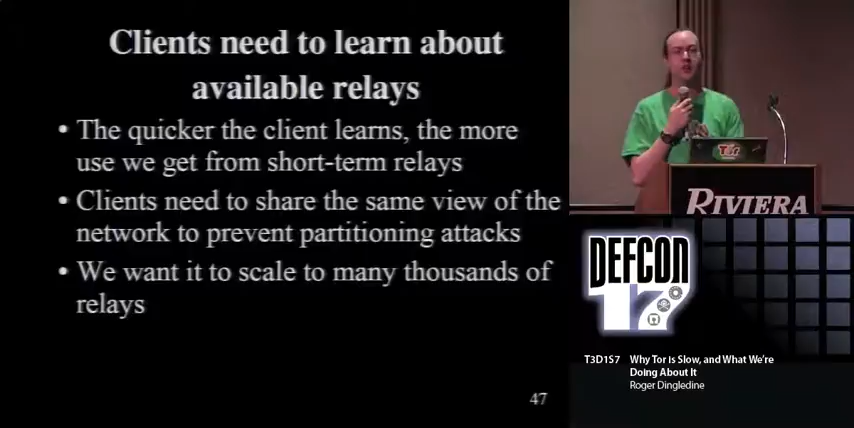 Clients need to learn about
available relays
• The quicker the client learns, the more
use we get from short-term relays
• Clients need to share the same view of the
network to prevent partitioning attacks
• We want it to scale to many thousands of
relays
47
Tor
RIVIERA
DEFCON
17
T3D1S7 Why Tor is Slow, and What We're
Doing About It
Roger Dingledine